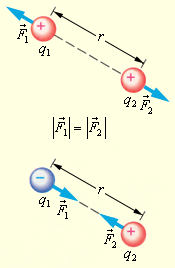 +
r
F⃗₁
q₁
+
q₂
F⃗₂
|F⃗₁| = |F⃗₂|
−
r
q₁
F⃗₁
+
F⃗₂
q₂